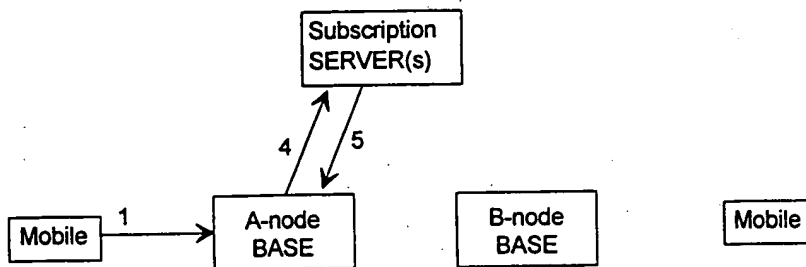 Subscription
SERVER(s)
4
5
1
Mobile
A-node
BASE
B-node
BASE
Mobile